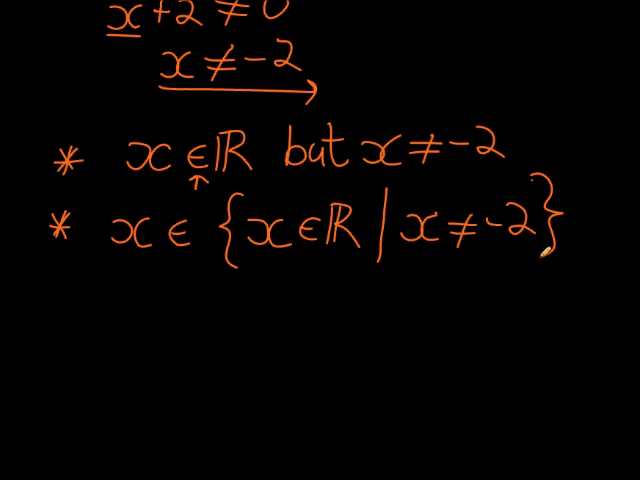 x + 2 ≠ 0
x ≠ -2
* x ∈ ℝ but x ≠ -2
* x ∈ {x ∈ ℝ | x ≠ -2}